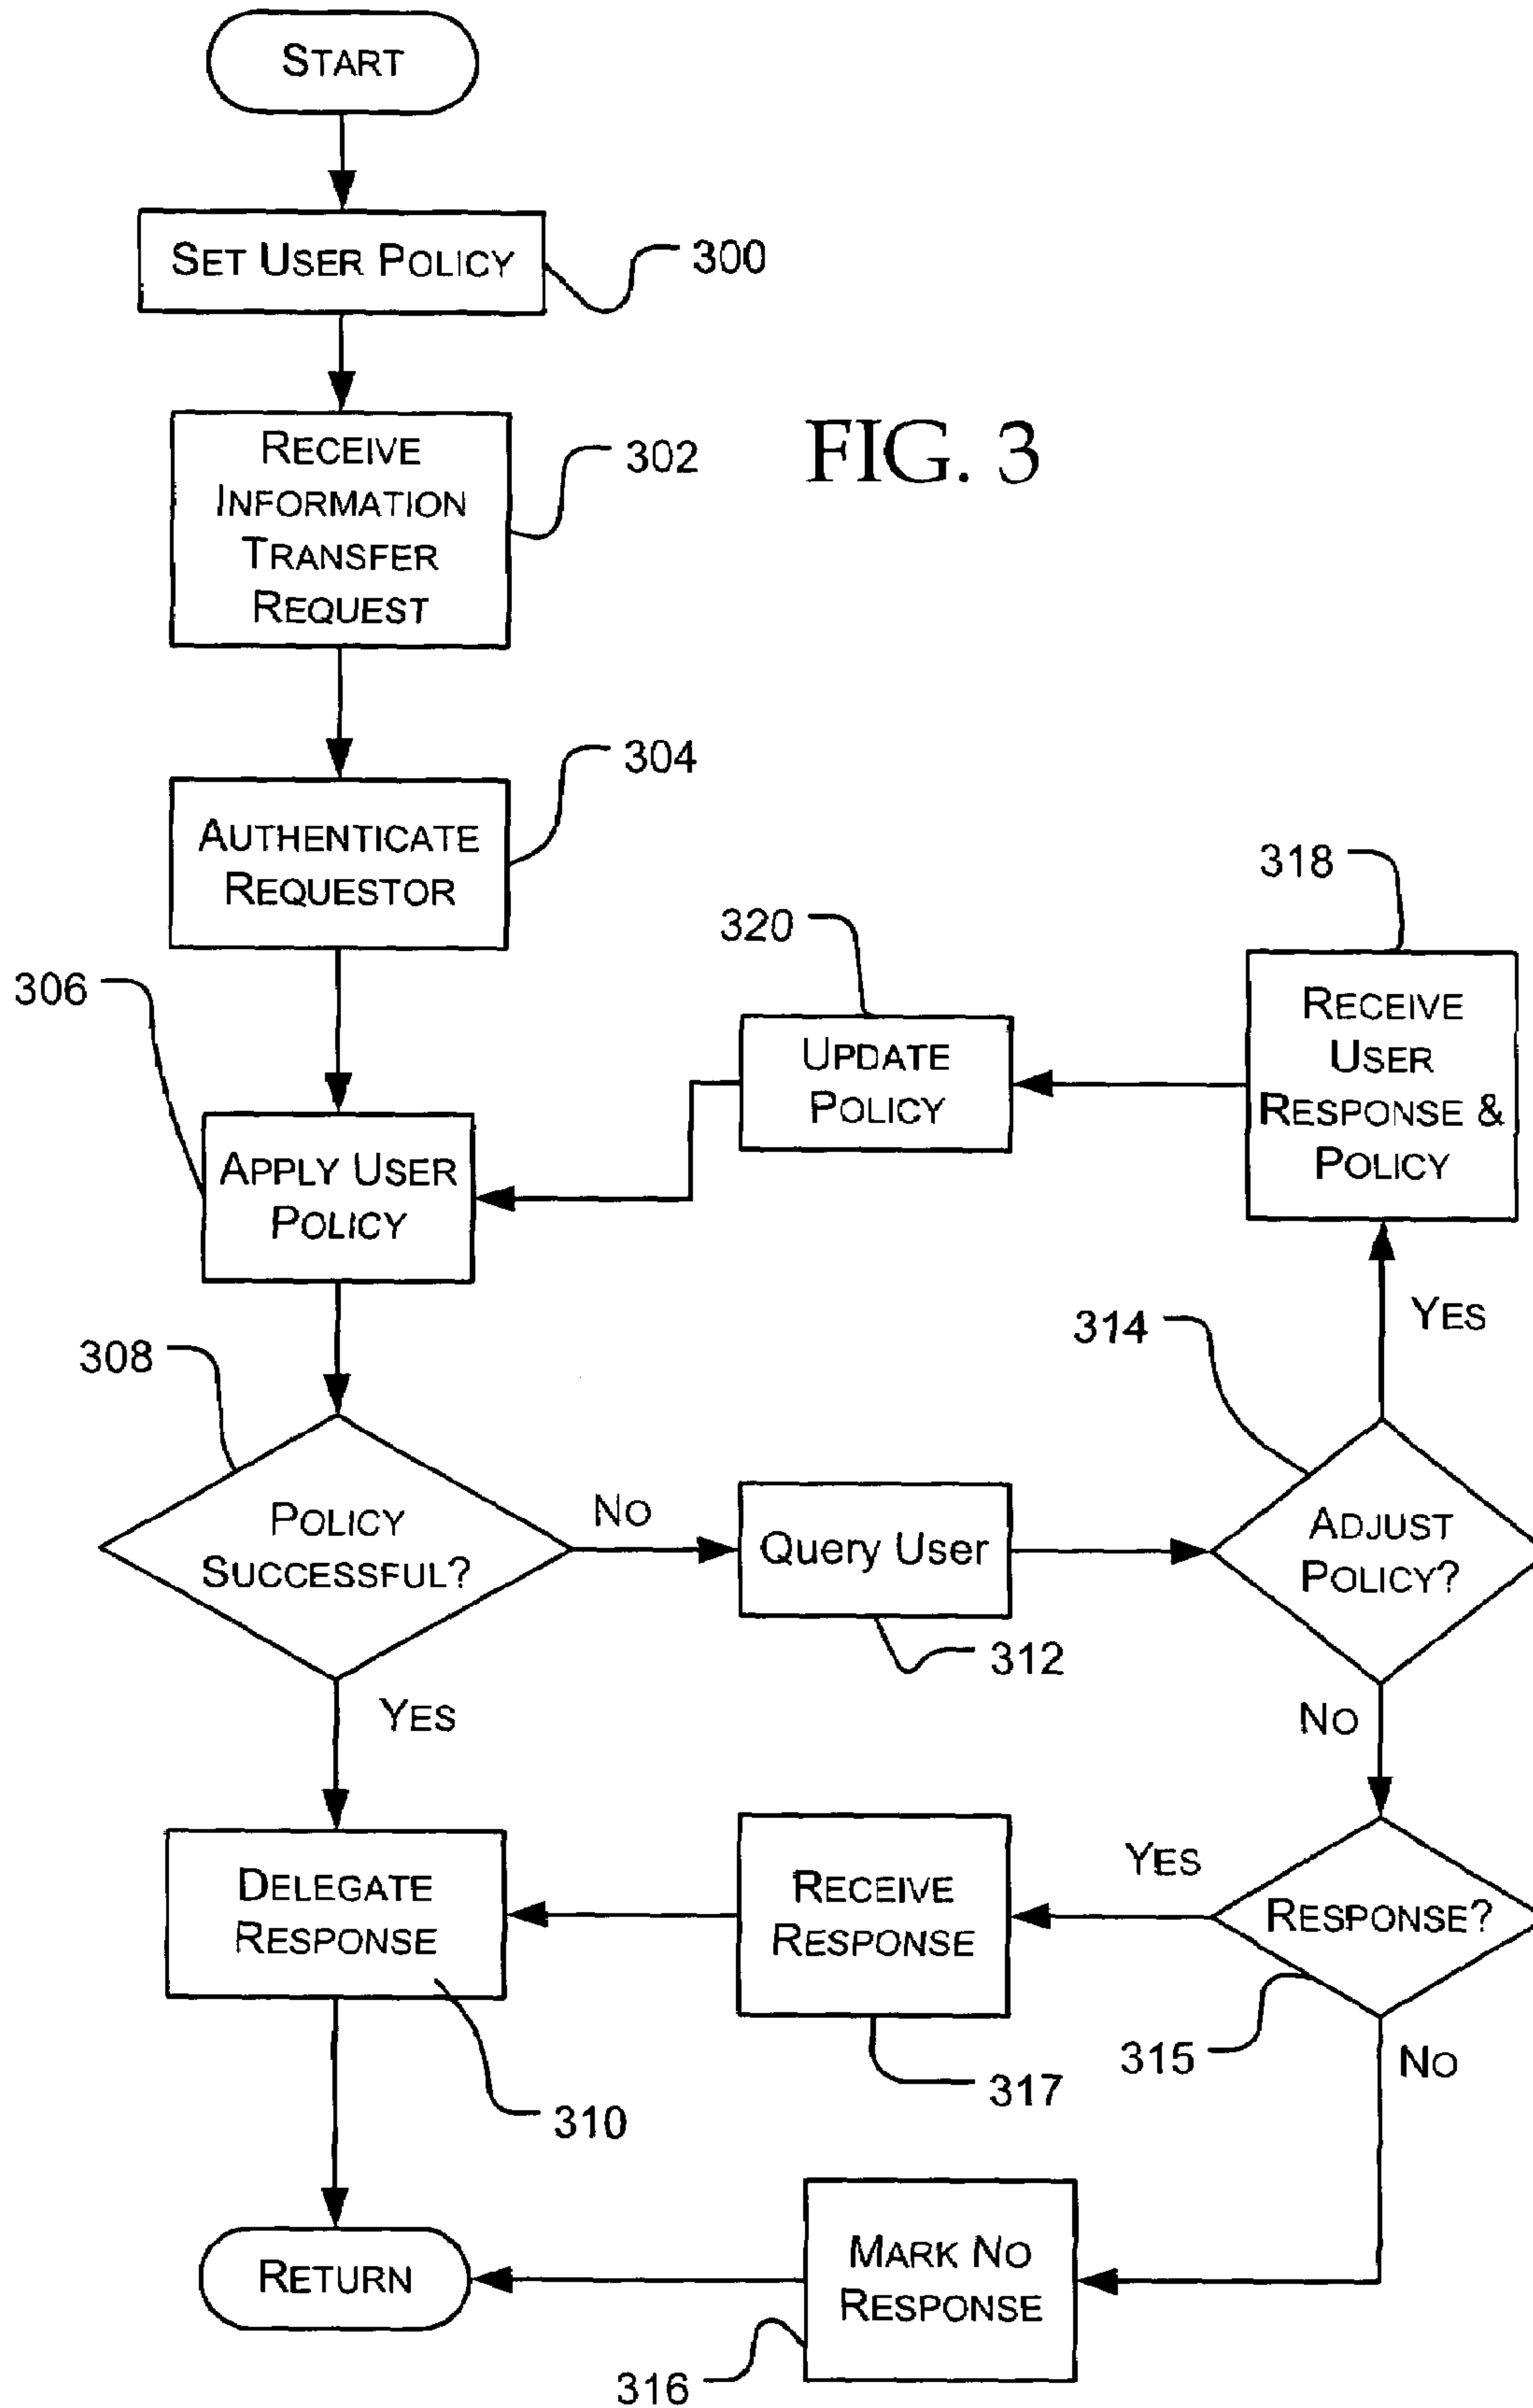 START
SET USER POLICY
300
RECEIVE
INFORMATION
TRANSFER
REQUEST
302
FIG. 3
304
AUTHENTICATE
REQUESTOR
318
320
306
RECEIVE
USER
RESPONSE &
POLICY
UPDATE
POLICY
APPLY USER
POLICY
YES
314
308
POLICY
SUCCESSFUL?
NO
Query User
ADJUST
POLICY?
312
YES
NO
DELEGATE
RESPONSE
RECEIVE
RESPONSE
YES
RESPONSE?
315
NO
317
310
RETURN
MARK NO
RESPONSE
316